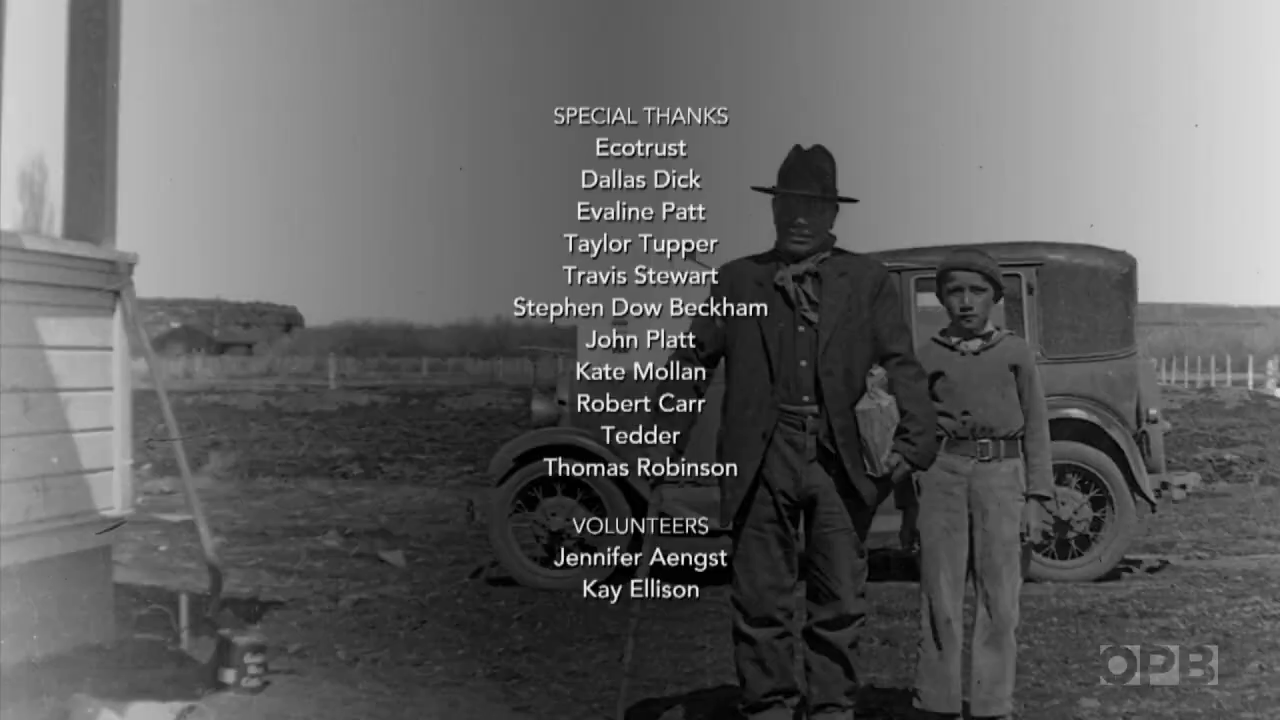 SPECIAL THANKS
Ecotrust
Dallas Dick
Evaline Patt
Taylor Tupper
Travis Stewart
Stephen Dow Beckham
John Platt
Kate Mollan
Robert Carr
Tedder
Thomas Robinson
VOLUNTEERS
Jennifer Aengst
Kay Ellison
OPB